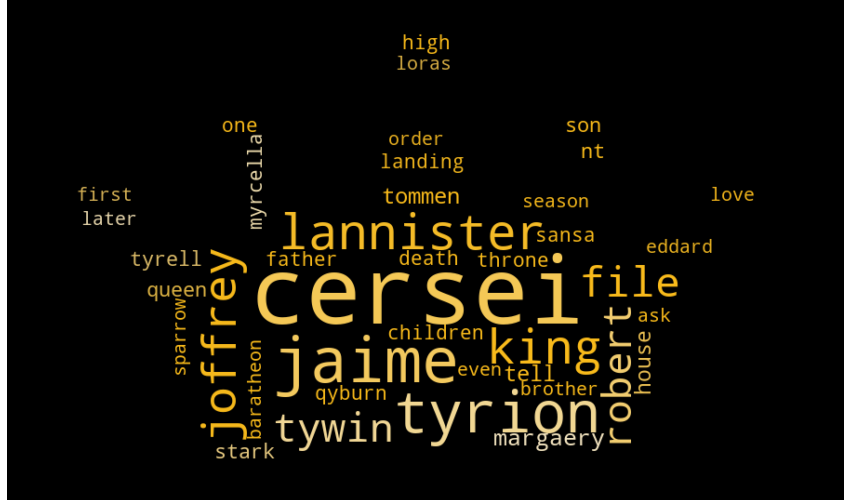 high
loras
one
son
order
nt
landing
myrcella
first
tommen
season
love
later
lannister
sansa
eddard
tyrell
father
death
throne
cersei
file
queen
joffrey
sparrow
ask
children
king
robert
house
jaime
baratheon
even
tell
qyburn
brother
tywin
tyrion
margaery
stark